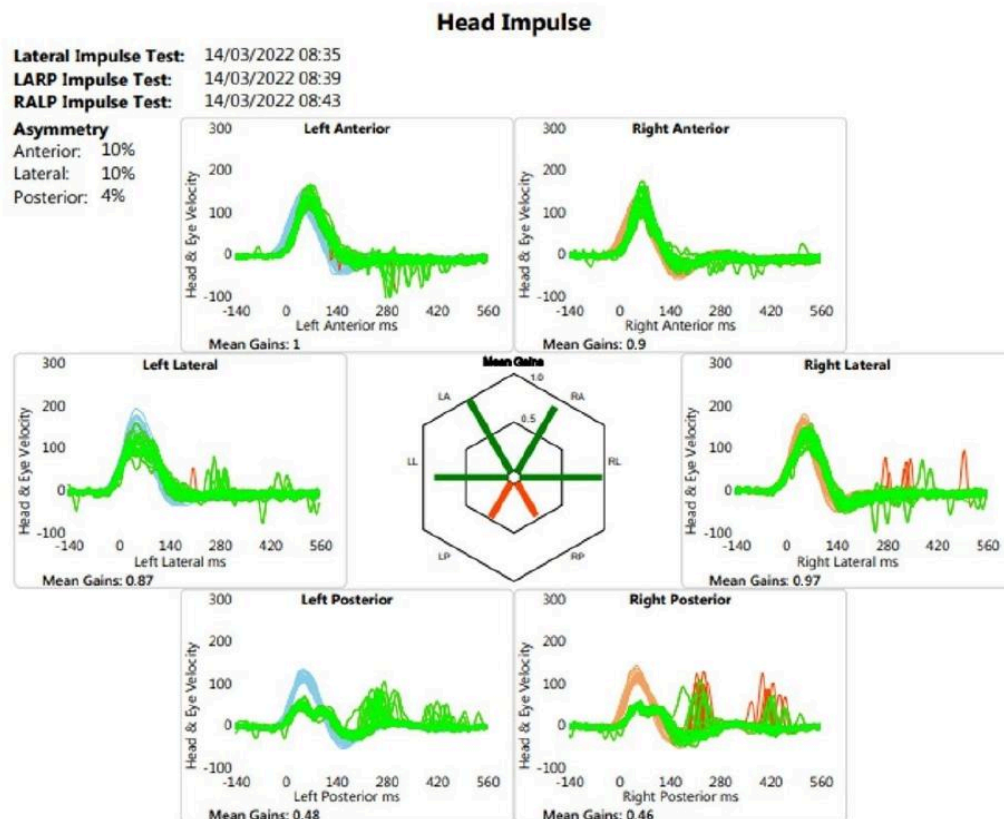 Head Impulse
Lateral Impulse Test: 14/03/2022 08:35
LARP Impulse Test: 14/03/2022 08:39
RALP Impulse Test: 14/03/2022 08:43
Asymmetry
Anterior: 10%
Lateral: 10%
Posterior: 4%
Left Anterior
Head & Eye Velocity
300
200
100
0
-100
-140 0 140 280 420 560
Left Anterior ms
Mean Gains: 1
Right Anterior
Head & Eye Velocity
300
200
100
0
-100
-140 0 140 280 420 560
Right Anterior ms
Mean Gains: 0.9
Left Lateral
Head & Eye Velocity
300
200
100
0
-100
-140 0 140 280 420 560
Left Lateral ms
Mean Gains: 0.87
Mean Gains
1.0
LA RA
0.5
LL RL
LP RP
Right Lateral
Head & Eye Velocity
300
200
100
0
-100
-140 0 140 280 420 560
Right Lateral ms
Mean Gains: 0.97
Left Posterior
Head & Eye Velocity
300
200
100
0
-100
-140 0 140 280 420 560
Left Posterior ms
Mean Gains: 0.48
Right Posterior
Head & Eye Velocity
300
200
100
0
-100
-140 0 140 280 420 560
Right Posterior ms
Mean Gains: 0.46